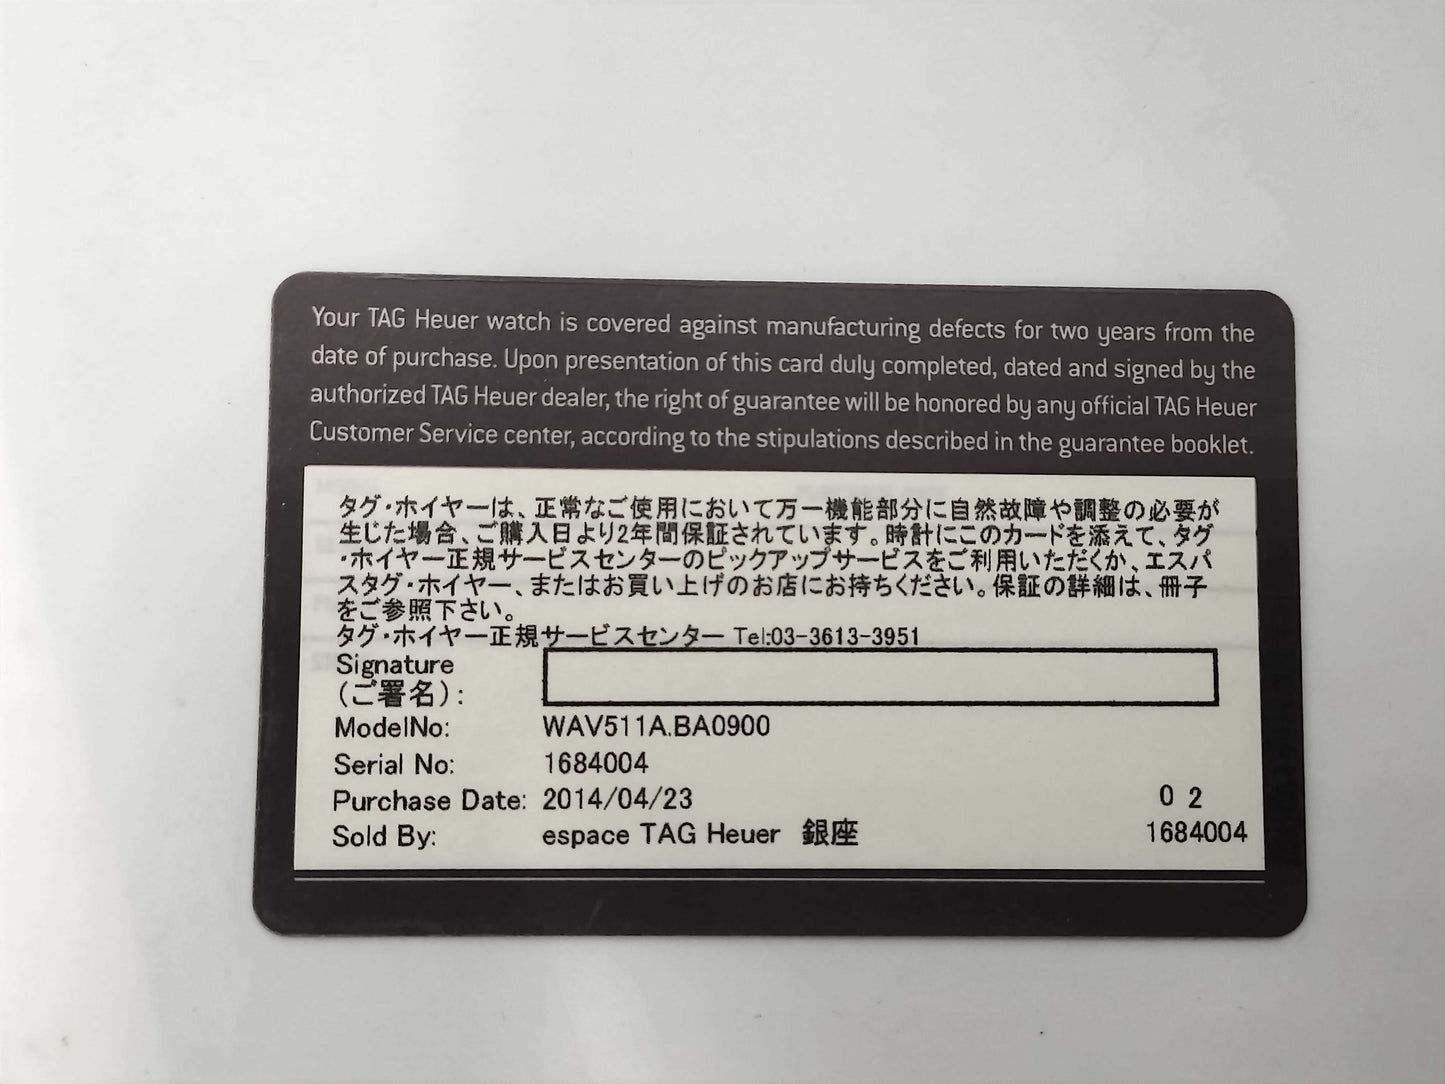 Your TAG Heuer watch is covered against manufacturing defects for two years from the
date of purchase. Upon presentation of this card duly completed, dated and signed by the
authorized TAG Heuer dealer, the right of guarantee will be honored by any official TAG Heuer
Customer Service center, according to the stipulations described in the guarantee booklet.
タグ・ホイヤーは、正常なご使用において万一機能部分に自然故障や調整の必要が
生じた場合、ご購入日より2年間保証されています。時計にこのカードを添えて、タグ
・ホイヤー正規サービスセンターのピックアップサービスをご利用いただくか、エスパ
スタグ・ホイヤー、またはお買い上げのお店にお持ちください。保証の詳細は、冊子
をご参照下さい。
タグ・ホイヤー正規サービスセンター Tel:03-3613-3951
Signature
(ご署名):
ModelNo: WAV511A.BA0900
Serial No: 1684004
Purchase Date: 2014/04/23 0 2
Sold By: espace TAG Heuer 銀座 1684004